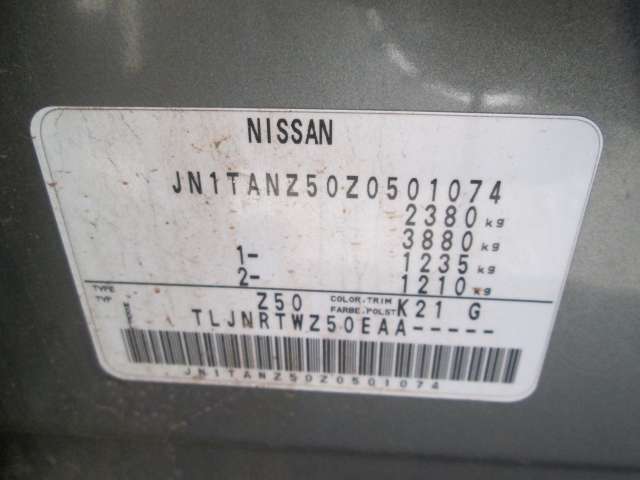 NISSAN
JN1TANZ50Z0501074
2380 kg
3880 kg
1- 1235 kg
2- 1210 kg
TYPE
TYP Z50 COLOR.TRIM FARBE.POLST K21 G
MODELE TLJNRTWZ50EAA-----
JN1TANZ50Z0501074